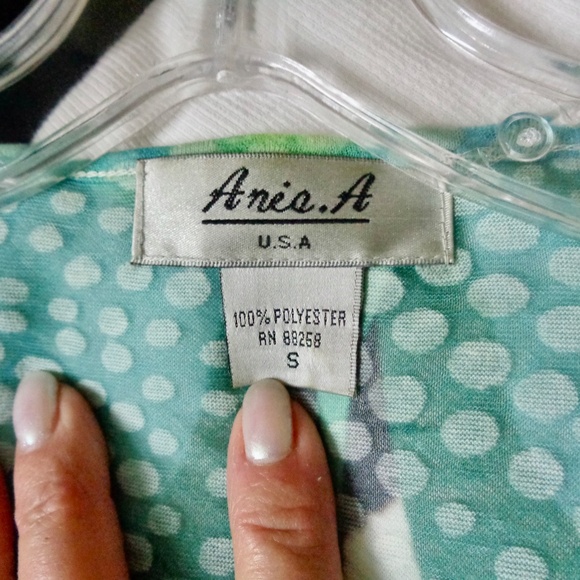 Ania.A
U.S.A
100% POLYESTER
RN 88258
S